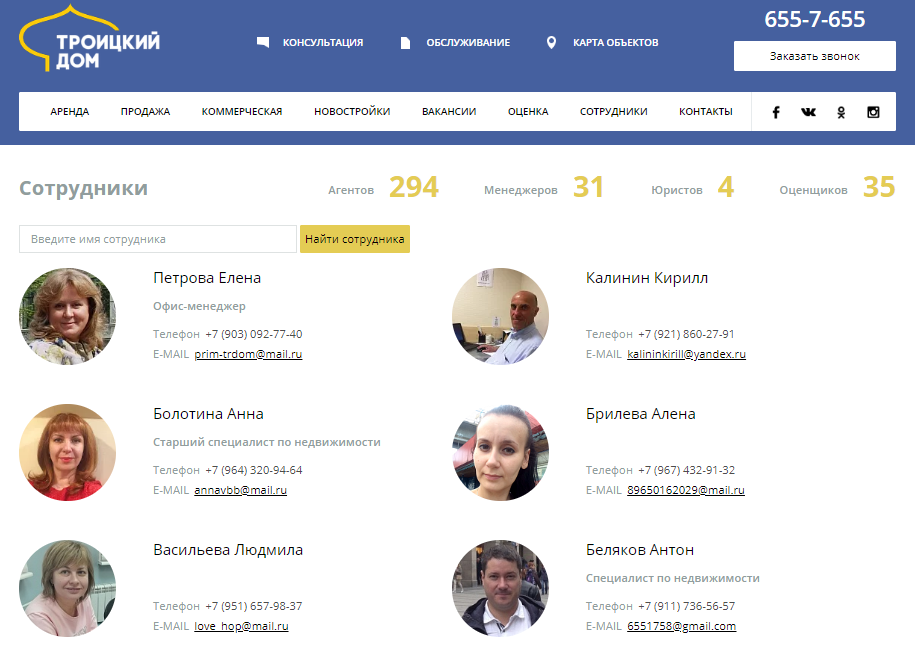 ТРОИЦКИЙ
ДОМ
КОНСУЛЬТАЦИЯ ОБСЛУЖИВАНИЕ КАРТА ОБЪЕКТОВ
655-7-655
Заказать звонок
АРЕНДА ПРОДАЖА КОММЕРЧЕСКАЯ НОВОСТРОЙКИ ВАКАНСИИ ОЦЕНКА СОТРУДНИКИ КОНТАКТЫ
Сотрудники Агентов 294 Менеджеров 31 Юристов 4 Оценщиков 35
Введите имя сотрудника Найти сотрудника
Петрова Елена
Офис-менеджер
Телефон +7 (903) 092-77-40
E-MAIL prim-trdom@mail.ru
Калинин Кирилл
Телефон +7 (921) 860-27-91
E-MAIL kalininkirill@yandex.ru
Болотина Анна
Старший специалист по недвижимости
Телефон +7 (964) 320-94-64
E-MAIL annavbb@mail.ru
Брилева Алена
Телефон +7 (967) 432-91-32
E-MAIL 89650162029@mail.ru
Васильева Людмила
Телефон +7 (951) 657-98-37
E-MAIL love_hop@mail.ru
Беляков Антон
Специалист по недвижимости
Телефон +7 (911) 736-56-57
E-MAIL 6551758@gmail.com